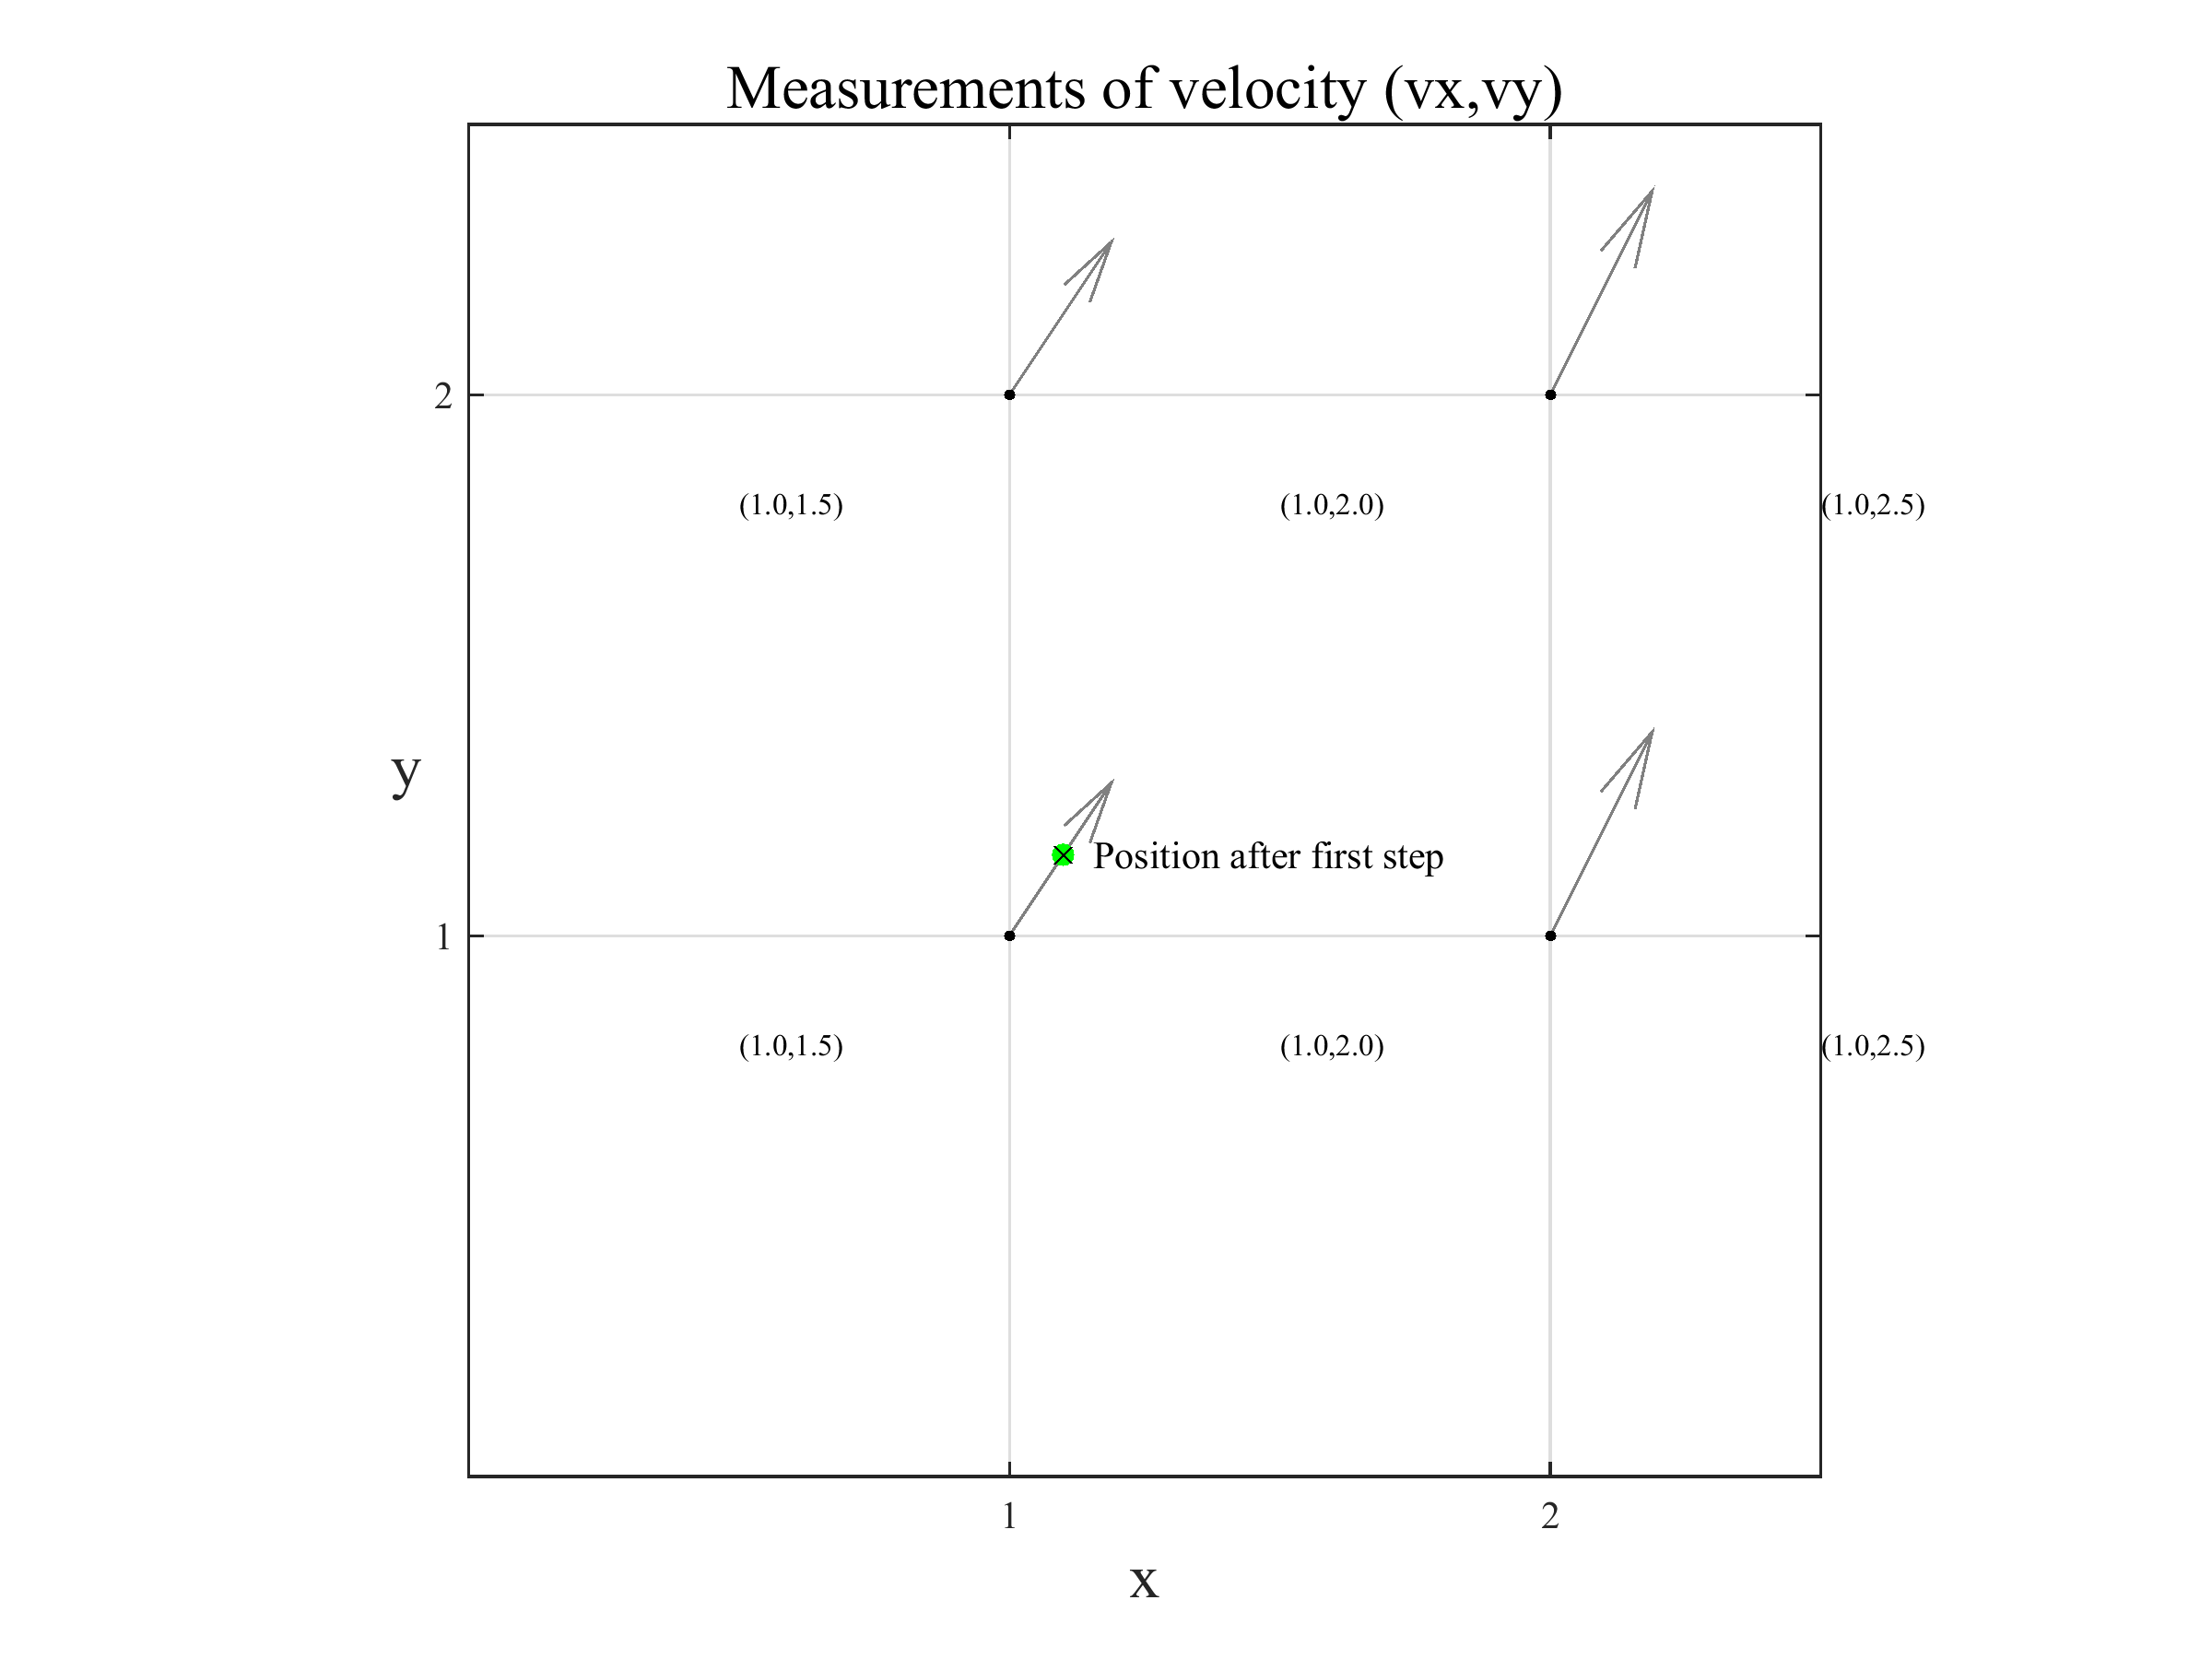 Measurements of velocity (vx,vy)
2
(1.0,1.5) (1.0,2.0) (1.0,2.5)
y
Position after first step
1
(1.0,1.5) (1.0,2.0) (1.0,2.5)
1 2
x